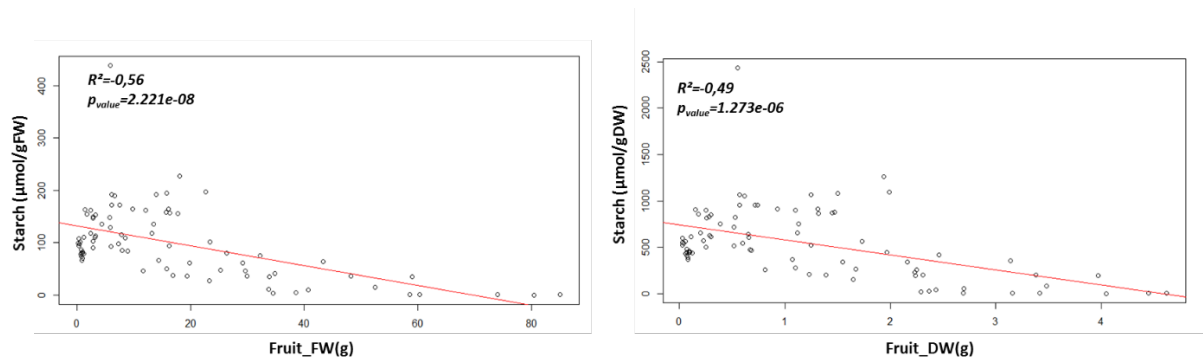 R²=-0,56
p_value=2.221e-08
Starch (µmol/gFW)
400
300
200
100
0
0 20 40 60 80
Fruit_FW(g)
R²=-0,49
p_value=1.273e-06
Starch (µmol/gDW)
2500
2000
1500
1000
500
0
0 1 2 3 4
Fruit_DW(g)